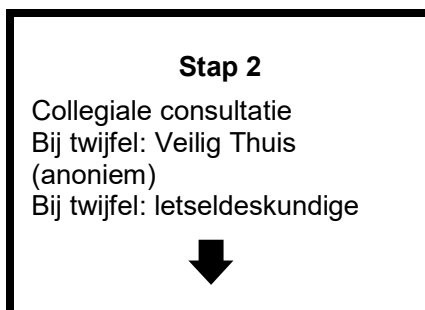 Stap 2
Collegiale consultatie
Bij twijfel: Veilig Thuis
(anoniem)
Bij twijfel: letseldeskundige